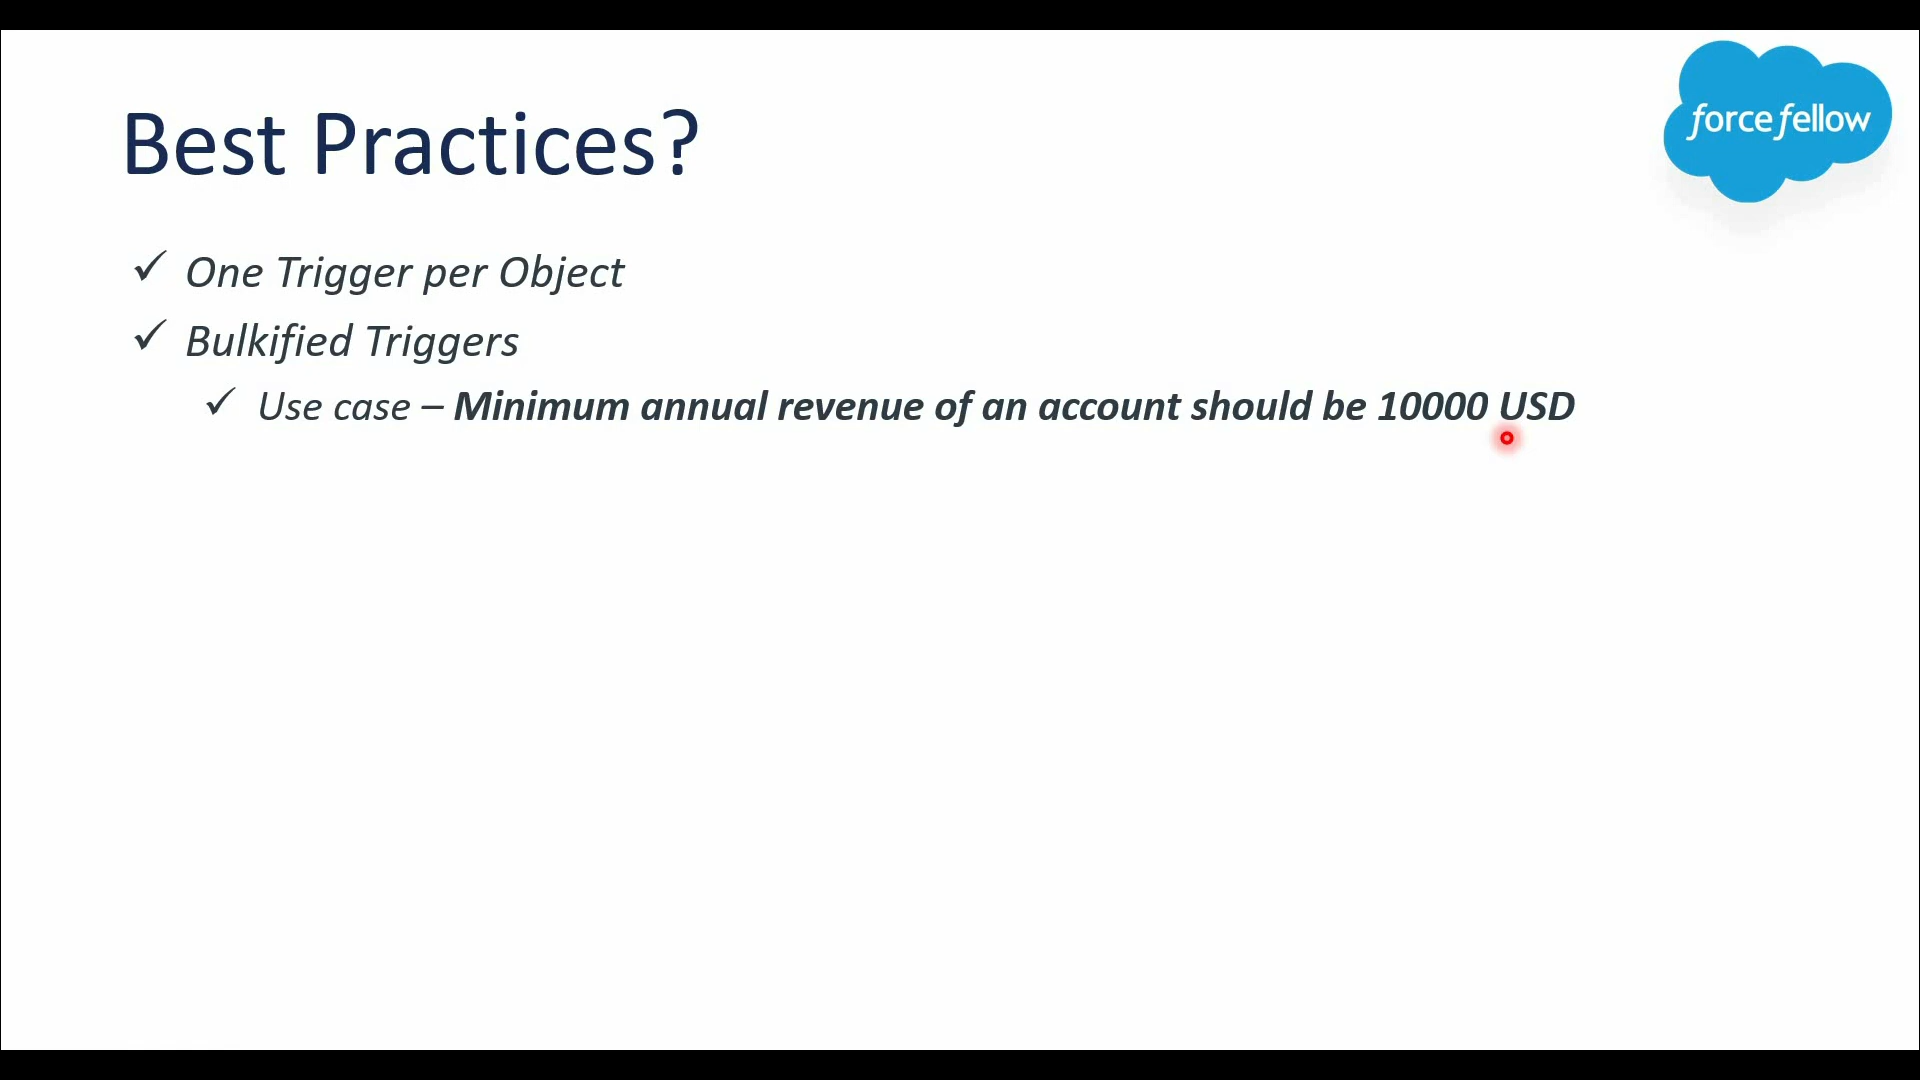 force fellow
Best Practices?
One Trigger per Object
Bulkified Triggers
Use case – Minimum annual revenue of an account should be 10000 USD